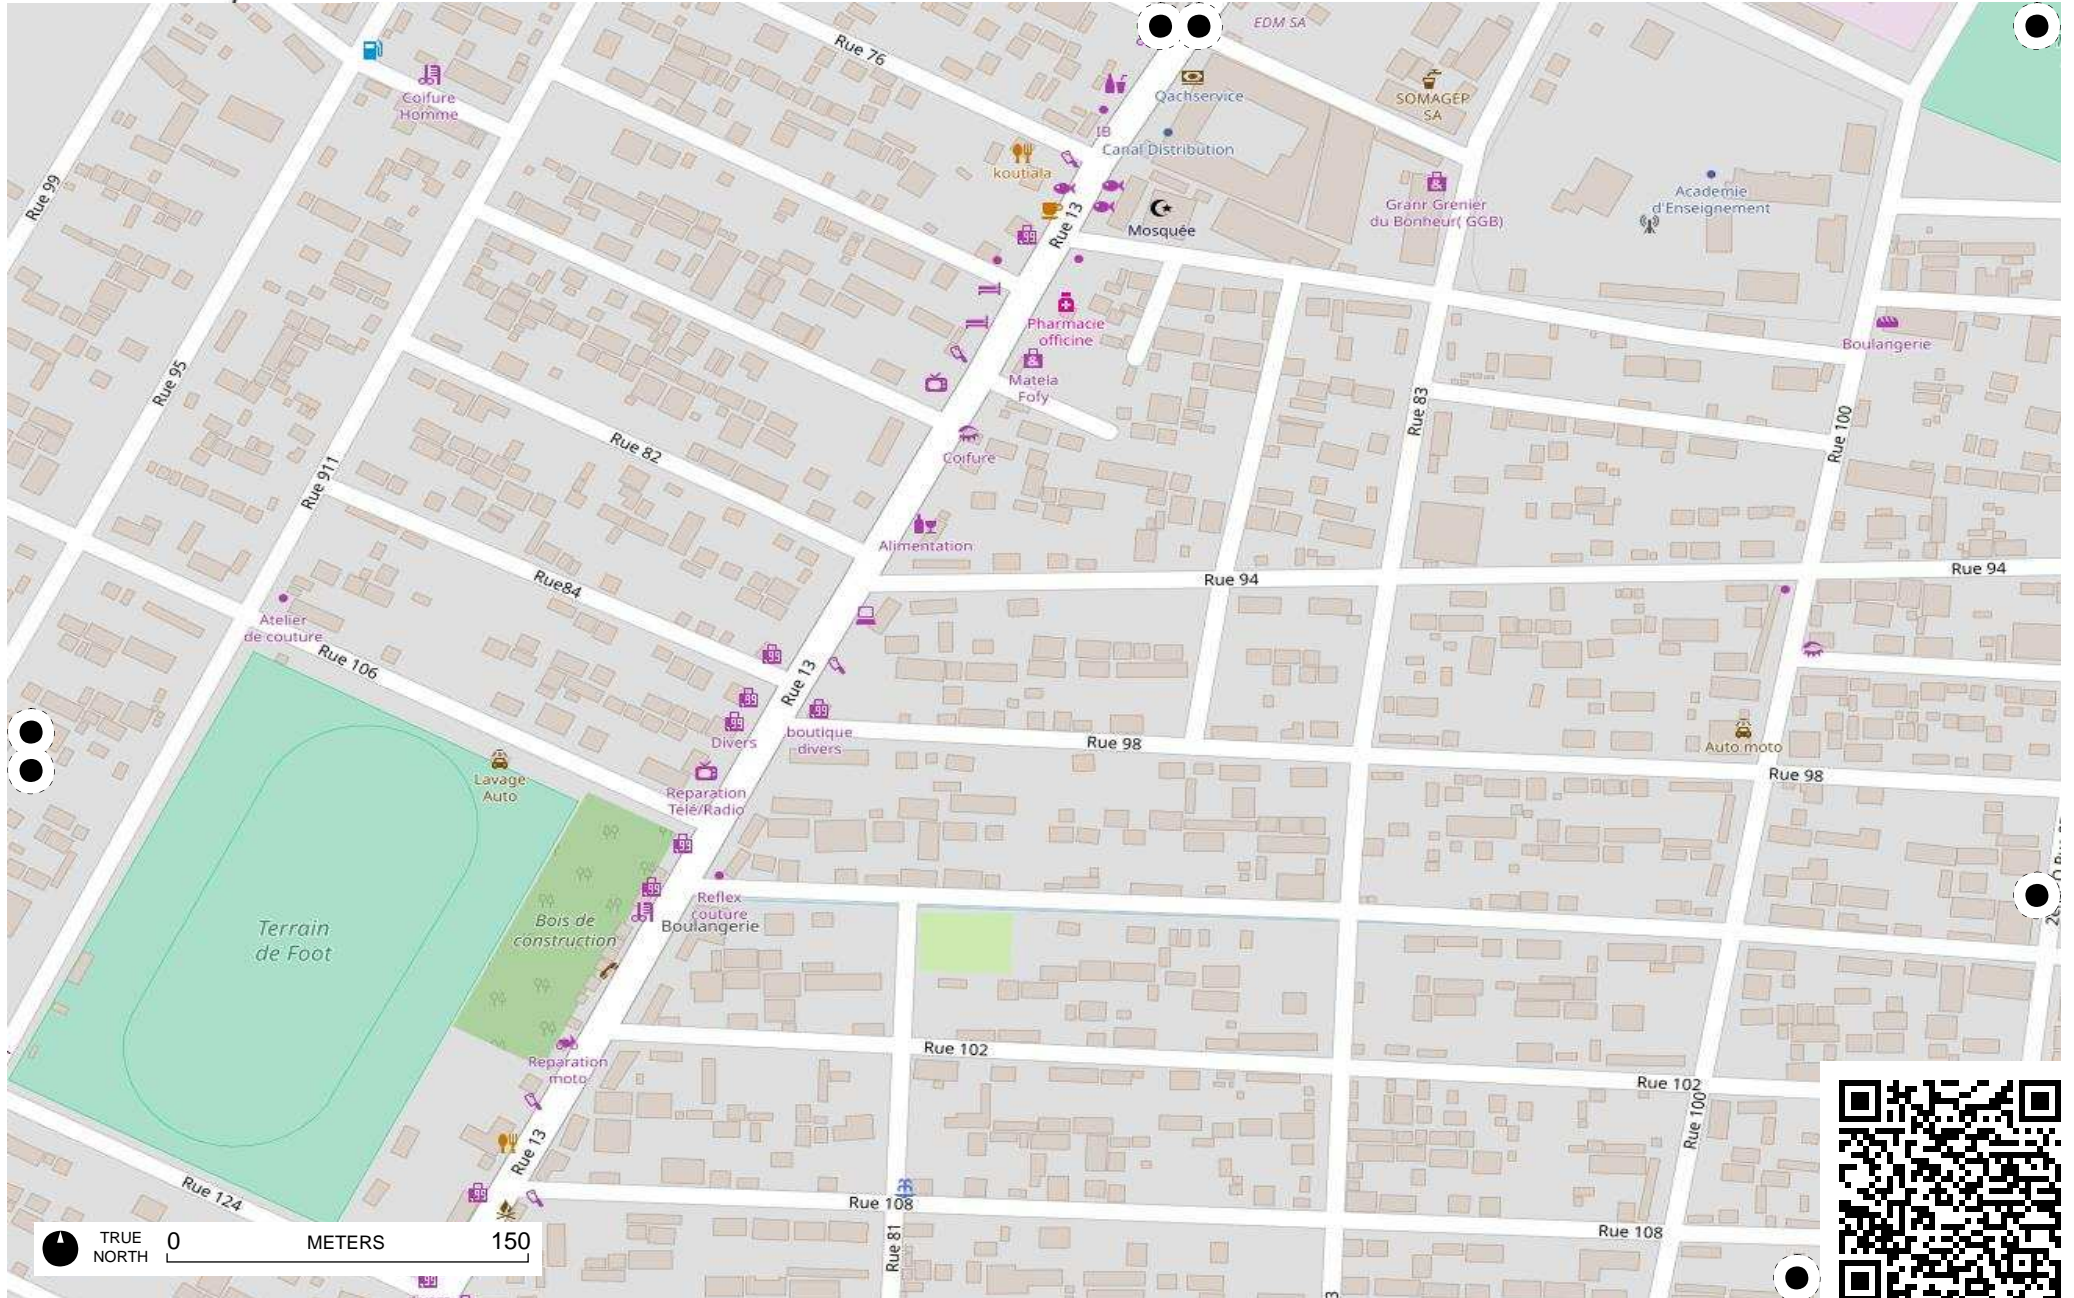 EDM SA
Rue 76
Coifure
Homme
Qachservice
SOMAGEP
SA
IB
Canal Distribution
koutiala
Rue 99
Academie
d'Enseignement
Granr Grenier
du Bonheur( GGB)
Rue 13
Mosquée
Pharmacie
officine
Boulangerie
Rue 95
Matela
Fofy
Rue 83
Rue 100
Rue 82
Coifure
Rue 911
Alimentation
Rue 94
Rue 94
Rue84
Atelier
de couture
Rue 106
Rue 13
Divers
boutique
divers
Rue 98
Auto moto
Rue 98
Lavage
Auto
Reparation
Télé/Radio
Reflex
couture
Boulangerie
Bois de
construction
Terrain
de Foot
Rue 102
Reparation
moto
Rue 102
Rue 100
Rue 13
Rue 124
Rue 108
Rue 108
Rue 81
TRUE
NORTH
0 METERS 150